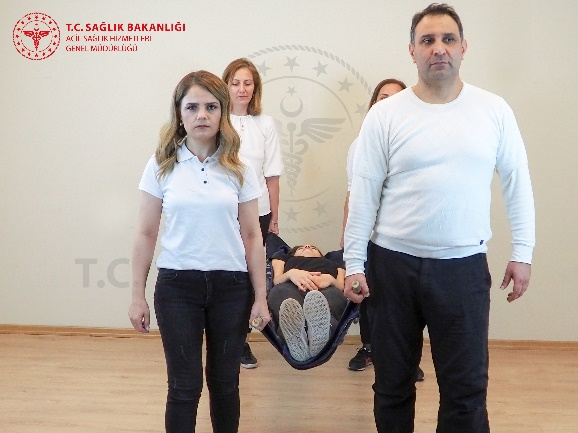 T.C. SAĞLIK BAKANLIĞI
ACİL SAĞLIK HİZMETLERİ
GENEL MÜDÜRLÜĞÜ
T.C.